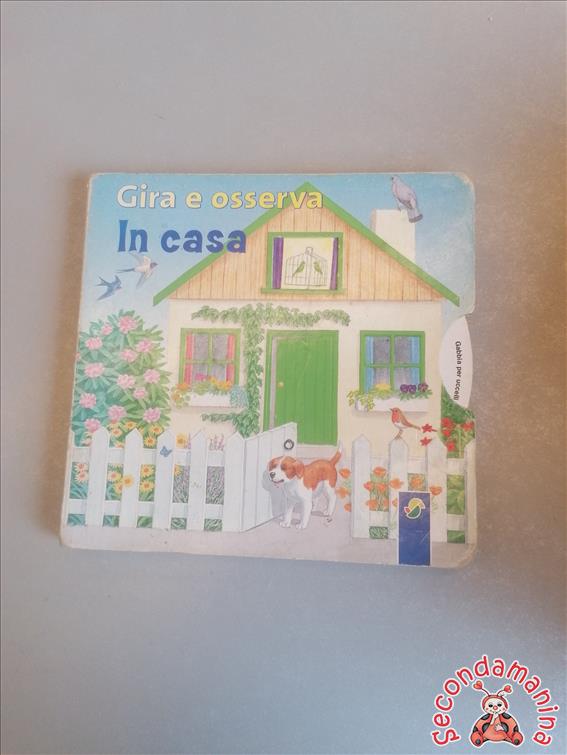 Gira e osserva
In casa
Gabbia per uccelli
Secondamanina